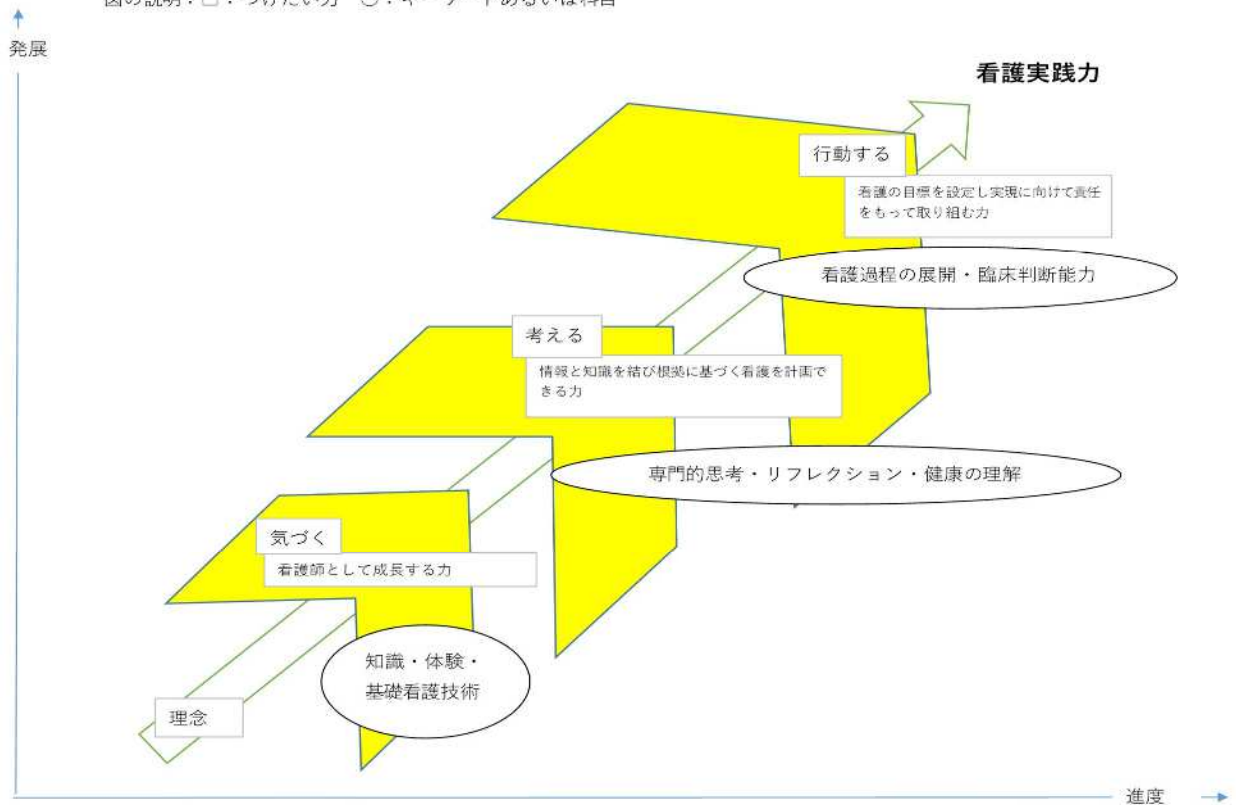 発展
看護実践力
行動する
看護の目標を設定し実現に向けて責任
をもって取り組む力
看護過程の展開・臨床判断能力
考える
情報と知識を結び根拠に基づく看護を計画で
きる力
専門的思考・リフレクション・健康の理解
気づく
看護師として成長する力
知識・体験・
基礎看護技術
理念
進度